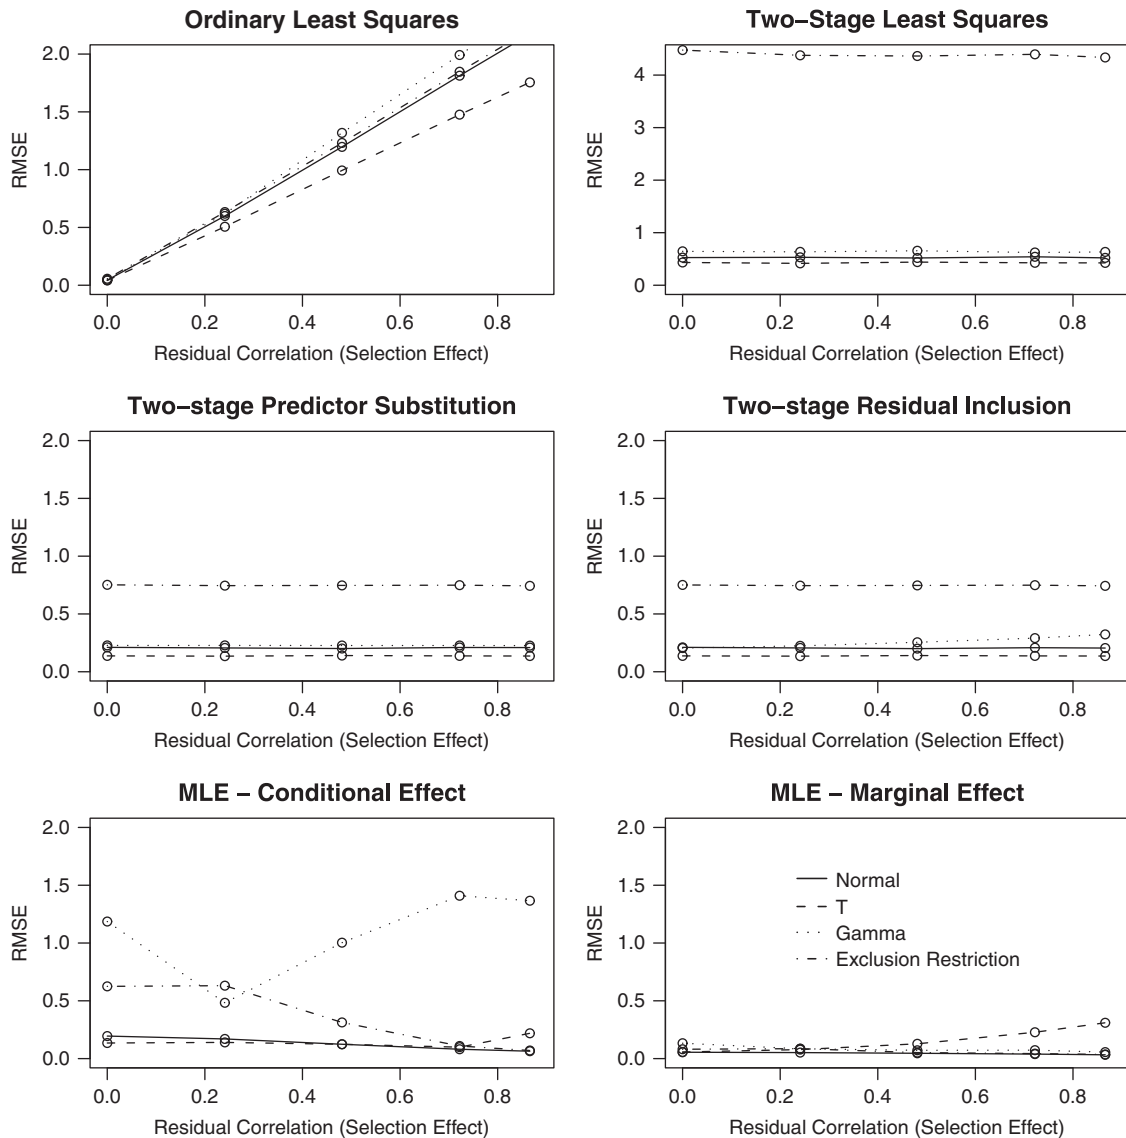 Ordinary Least Squares
RMSE
2.0
1.5
1.0
0.5
0.0
0.0 0.2 0.4 0.6 0.8
Residual Correlation (Selection Effect)
Two−Stage Least Squares
RMSE
4
3
2
1
0
0.0 0.2 0.4 0.6 0.8
Residual Correlation (Selection Effect)
Two−stage Predictor Substitution
RMSE
2.0
1.5
1.0
0.5
0.0
0.0 0.2 0.4 0.6 0.8
Residual Correlation (Selection Effect)
Two−stage Residual Inclusion
RMSE
2.0
1.5
1.0
0.5
0.0
0.0 0.2 0.4 0.6 0.8
Residual Correlation (Selection Effect)
MLE − Conditional Effect
RMSE
2.0
1.5
1.0
0.5
0.0
0.0 0.2 0.4 0.6 0.8
Residual Correlation (Selection Effect)
MLE − Marginal Effect
RMSE
2.0
1.5
1.0
0.5
0.0
Normal
T
Gamma
Exclusion Restriction
0.0 0.2 0.4 0.6 0.8
Residual Correlation (Selection Effect)